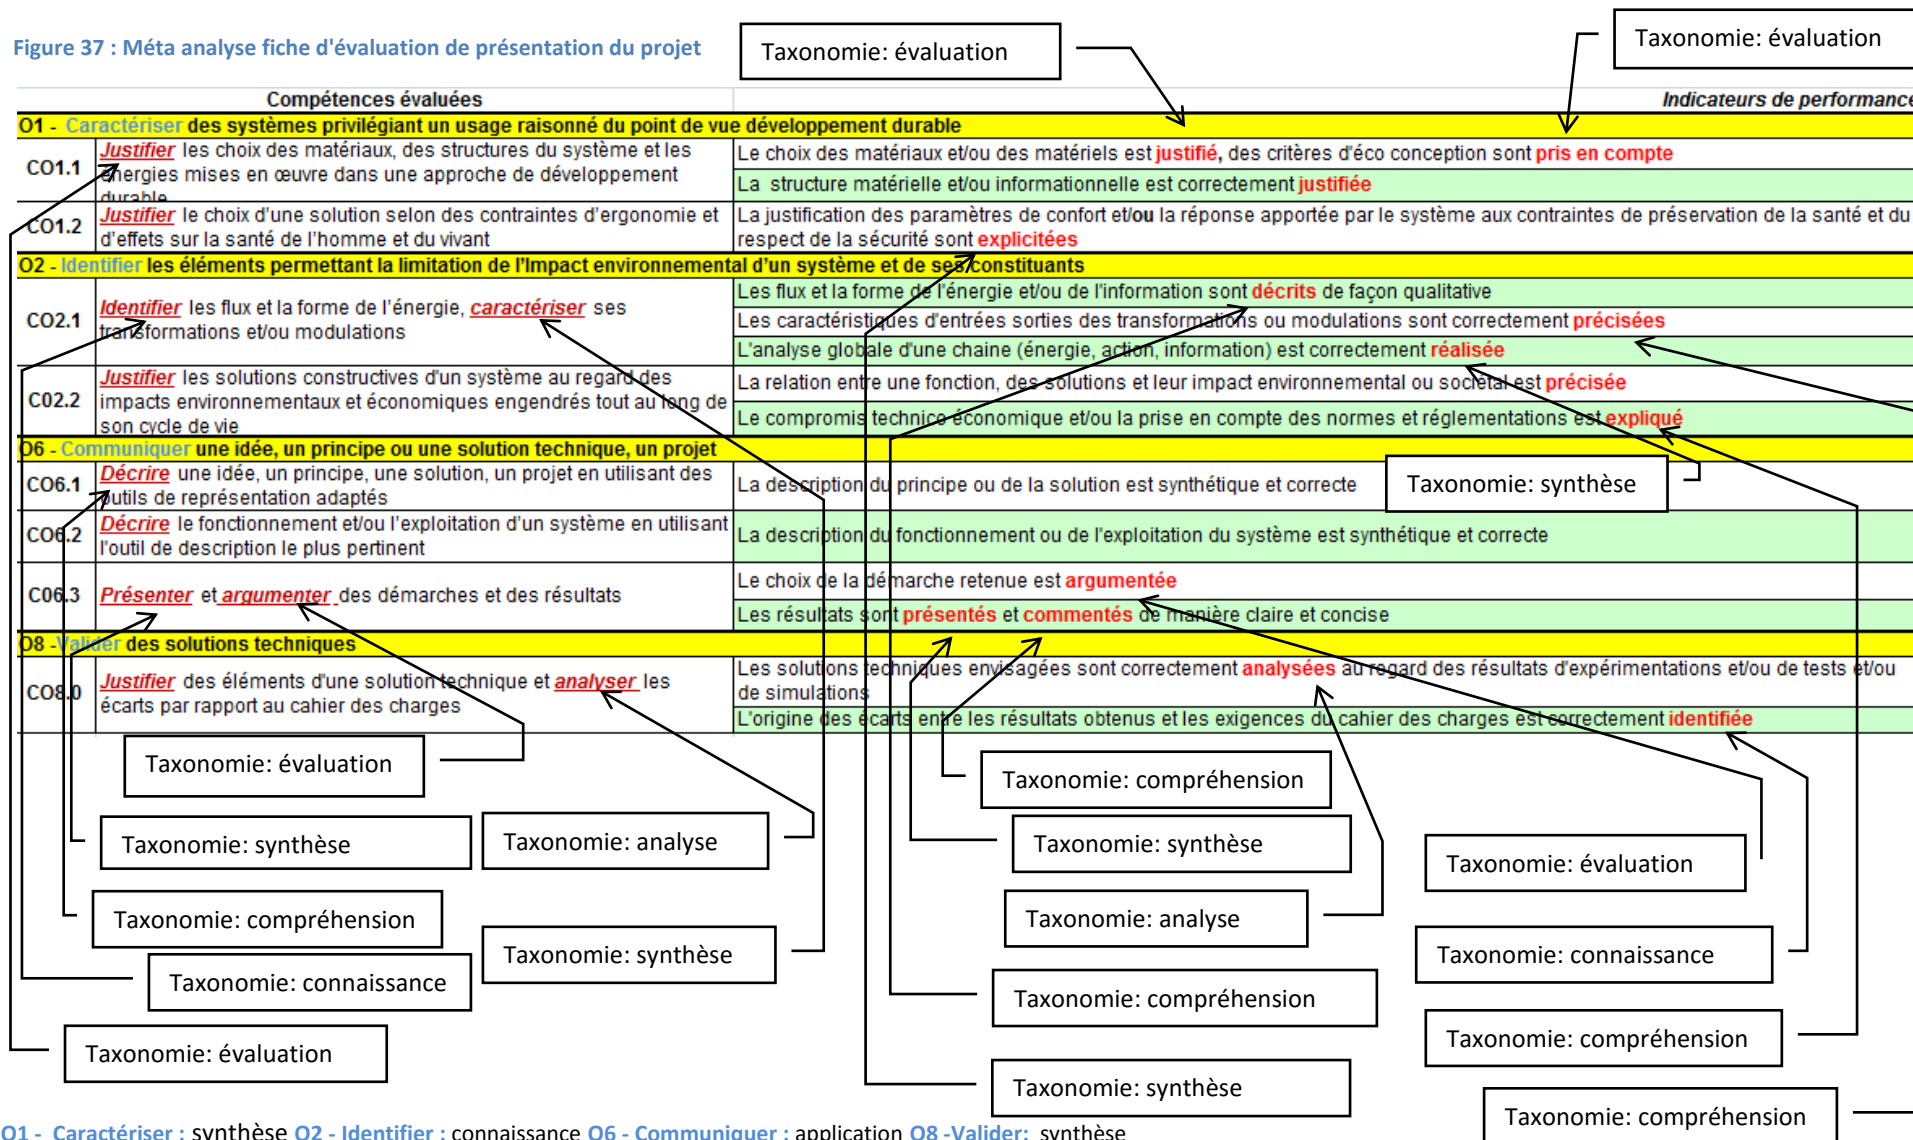 Figure 37 : Méta analyse fiche d'évaluation de présentation du projet
Taxonomie: évaluation
Taxonomie: évaluation
Compétences évaluées
Indicateurs de performance
O1 - Caractériser des systèmes privilégiant un usage raisonné du point de vue développement durable
CO1.1
Justifier les choix des matériaux, des structures du système et les
énergies mises en œuvre dans une approche de développement
durable
Le choix des matériaux et/ou des matériels est justifié, des critères d'éco conception sont pris en compte
La structure matérielle et/ou informationnelle est correctement justifiée
CO1.2
Justifier le choix d'une solution selon des contraintes d'ergonomie et
d'effets sur la santé de l'homme et du vivant
La justification des paramètres de confort et/ou la réponse apportée par le système aux contraintes de préservation de la santé et du
respect de la sécurité sont explicitées
O2 - Identifier les éléments permettant la limitation de l'Impact environnemental d'un système et de ses constituants
CO2.1
Identifier les flux et la forme de l'énergie, caractériser ses
transformations et/ou modulations
Les flux et la forme de l'énergie et/ou de l'information sont décrits de façon qualitative
Les caractéristiques d'entrées sorties des transformations ou modulations sont correctement précisées
L'analyse globale d'une chaine (énergie, action, information) est correctement réalisée
C02.2
Justifier les solutions constructives d'un système au regard des
impacts environnementaux et économiques engendrés tout au long de
son cycle de vie
La relation entre une fonction, des solutions et leur impact environnemental ou sociétal est précisée
Le compromis technico économique et/ou la prise en compte des normes et réglementations est expliqué
O6 - Communiquer une idée, un principe ou une solution technique, un projet
CO6.1
Décrire une idée, un principe, une solution, un projet en utilisant des
outils de représentation adaptés
La description du principe ou de la solution est synthétique et correcte
Taxonomie: synthèse
CO6.2
Décrire le fonctionnement et/ou l'exploitation d'un système en utilisant
l'outil de description le plus pertinent
La description du fonctionnement ou de l'exploitation du système est synthétique et correcte
C06.3
Présenter et argumenter des démarches et des résultats
Le choix de la démarche retenue est argumentée
Les résultats sont présentés et commentés de manière claire et concise
O8 -Valider des solutions techniques
CO8.0
Justifier des éléments d'une solution technique et analyser les
écarts par rapport au cahier des charges
Les solutions techniques envisagées sont correctement analysées au regard des résultats d'expérimentations et/ou de tests et/ou
de simulations
L'origine des écarts entre les résultats obtenus et les exigences du cahier des charges est correctement identifiée
Taxonomie: évaluation
Taxonomie: compréhension
Taxonomie: synthèse
Taxonomie: analyse
Taxonomie: synthèse
Taxonomie: évaluation
Taxonomie: compréhension
Taxonomie: analyse
Taxonomie: synthèse
Taxonomie: connaissance
Taxonomie: connaissance
Taxonomie: compréhension
Taxonomie: évaluation
Taxonomie: compréhension
Taxonomie: synthèse
Taxonomie: compréhension
O1 - Caractériser : synthèse O2 - Identifier : connaissance O6 - Communiquer : application O8 -Valider: synthèse